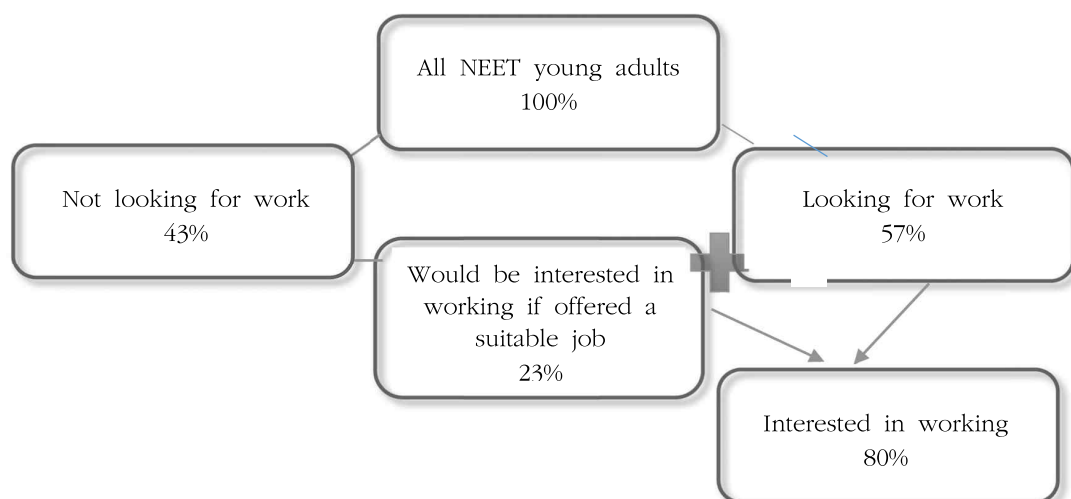 All NEET young adults
100%
Not looking for work
43%
Looking for work
57%
Would be interested in
working if offered a
suitable job
23%
Interested in working
80%